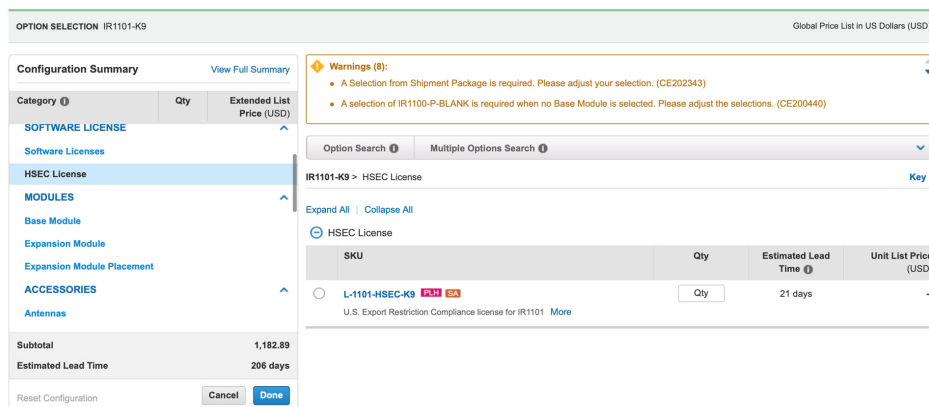 OPTION SELECTION IR1101-K9
Global Price List in US Dollars (USD)
Configuration Summary
View Full Summary
Category
Qty
Extended List
Price (USD)
SOFTWARE LICENSE
Software Licenses
HSEC License
MODULES
Base Module
Expansion Module
Expansion Module Placement
ACCESSORIES
Antennas
Subtotal 1,182.89
Estimated Lead Time 206 days
Reset Configuration
Cancel
Done
Warnings (8):
• A Selection from Shipment Package is required. Please adjust your selection. (CE202343)
• A selection of IR1100-P-BLANK is required when no Base Module is selected. Please adjust the selections. (CE200440)
Option Search
Multiple Options Search
IR1101-K9 > HSEC License
Key
Expand All | Collapse All
HSEC License
SKU
Qty
Estimated Lead
Time
Unit List Price
(USD
L-1101-HSEC-K9 PLH SA
Qty
21 days
-
U.S. Export Restriction Compliance license for IR1101 More